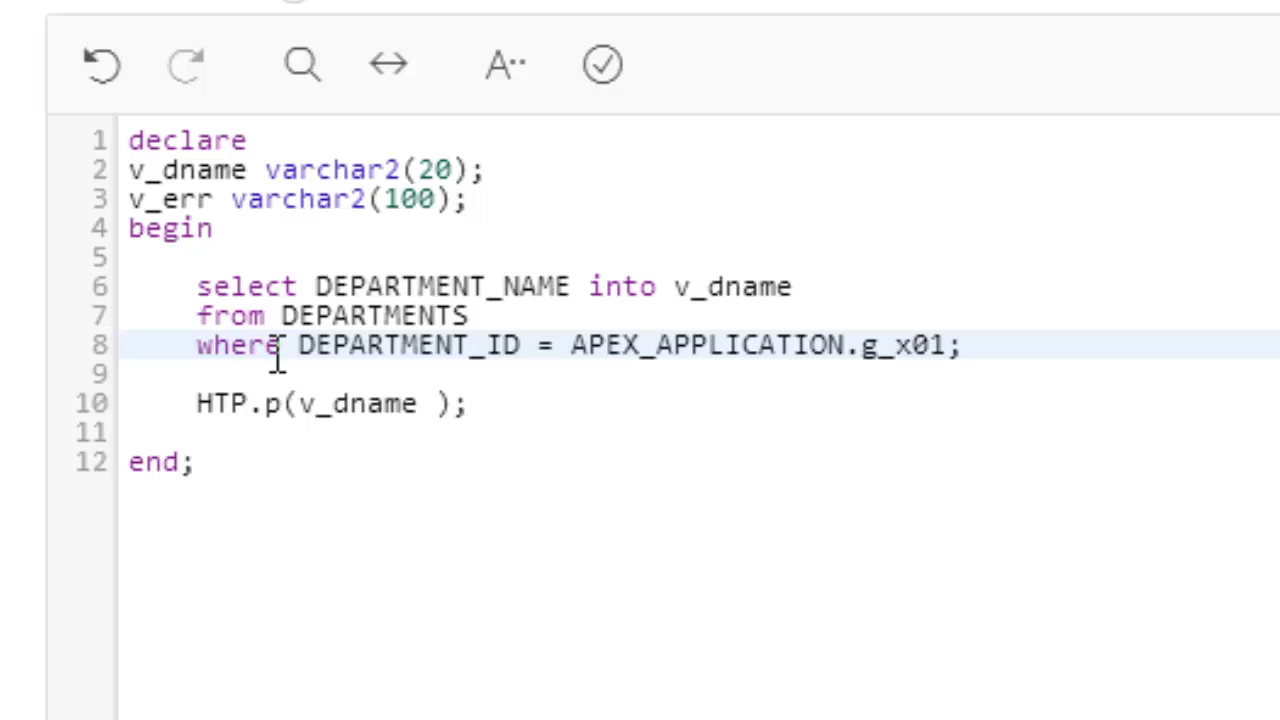 A
1 declare
2 v_dname varchar2(20);
3 v_err varchar2(100);
4 begin
5
6 select DEPARTMENT_NAME into v_dname
7 from DEPARTMENTS
8 where DEPARTMENT_ID = APEX_APPLICATION.g_x01;
9
10 HTP.p(v_dname );
11
12 end;